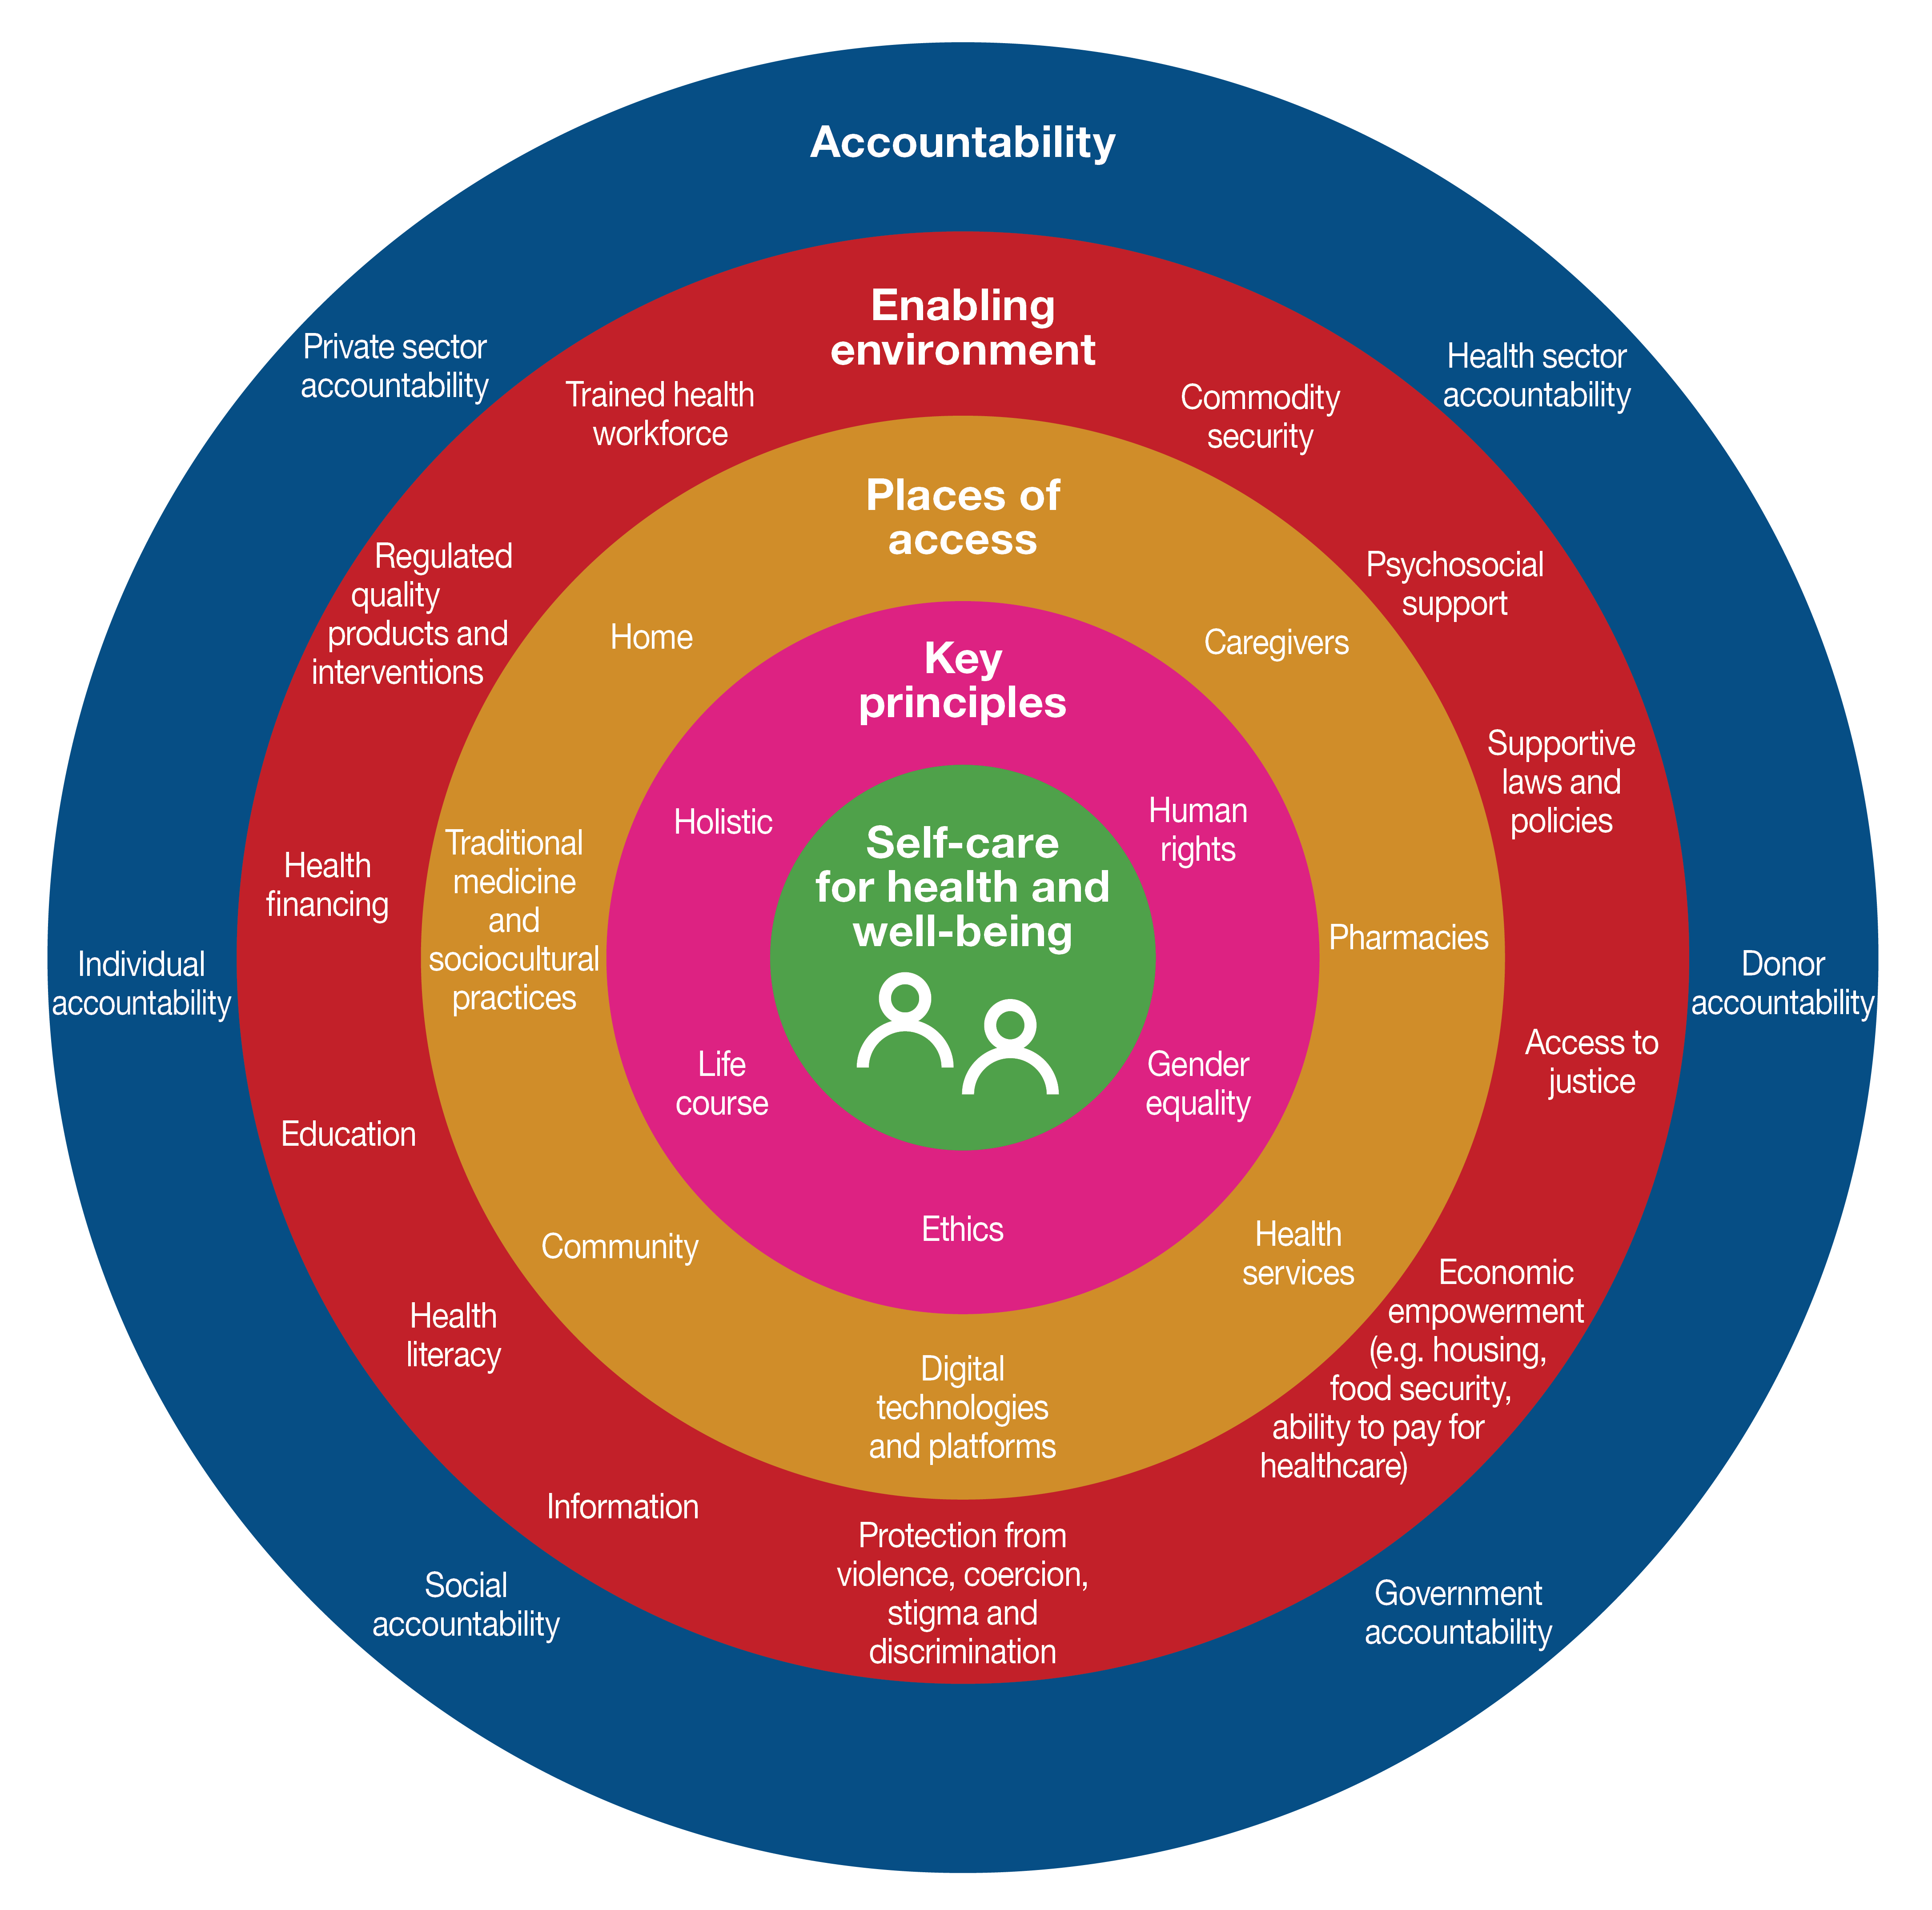 Accountability
Private sector
accountability
Health sector
accountability
Individual
accountability
Donor
accountability
Social
accountability
Government
accountability
Enabling
environment
Trained health
workforce
Commodity
security
Regulated
quality
products and
interventions
Psychosocial
support
Supportive
laws and
policies
Health
financing
Access to
justice
Education
Health
literacy
Economic
empowerment
(e.g. housing,
food security,
ability to pay for
healthcare)
Information
Protection from
violence, coercion,
stigma and
discrimination
Places of
access
Home
Caregivers
Traditional
medicine
and
sociocultural
practices
Pharmacies
Community
Health
services
Digital
technologies
and platforms
Key
principles
Holistic
Human
rights
Life
course
Gender
equality
Ethics
Self-care
for health and
well-being